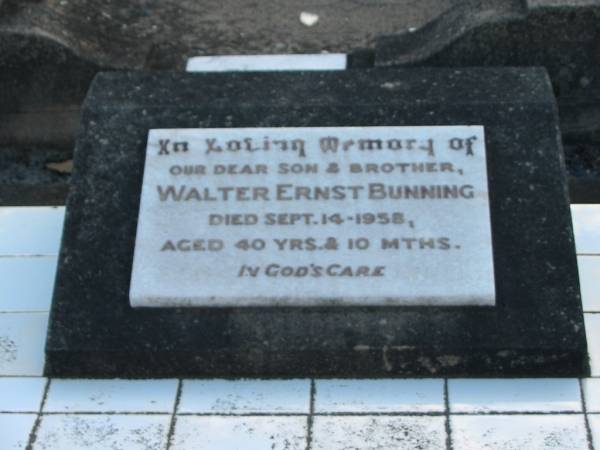 In Loving Memory of
OUR DEAR SON & BROTHER,
WALTER ERNST BUNNING
DIED SEPT. 14-1958,
AGED 40 YRS. & 10 MTHS.
IN GOD'S CARE